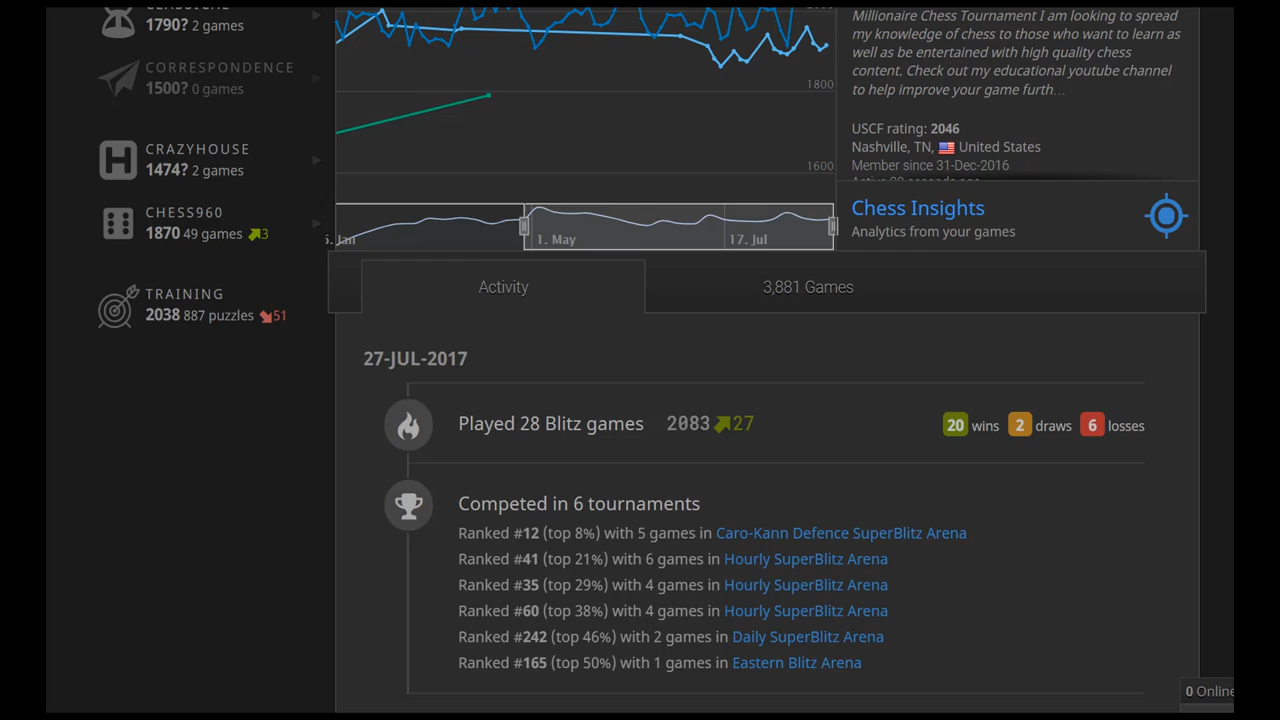 CLASSICAL
1790? 2 games
CORRESPONDENCE
1500? 0 games
CRAZYHOUSE
1474? 2 games
CHESS960
1870 49 games 3
TRAINING
2038 887 puzzles 51
1800
1600
Jan
1. May
17. Jul
Millionaire Chess Tournament I am looking to spread
my knowledge of chess to those who want to learn as
well as be entertained with high quality chess
content. Check out my educational youtube channel
to help improve your game furth...
USCF rating: 2046
Nashville, TN, United States
Member since 31-Dec-2016
Chess Insights
Analytics from your games
Activity
3,881 Games
27-JUL-2017
Played 28 Blitz games 2083 27
20 wins 2 draws 6 losses
Competed in 6 tournaments
Ranked #12 (top 8%) with 5 games in Caro-Kann Defence SuperBlitz Arena
Ranked #41 (top 21%) with 6 games in Hourly SuperBlitz Arena
Ranked #35 (top 29%) with 4 games in Hourly SuperBlitz Arena
Ranked #60 (top 38%) with 4 games in Hourly SuperBlitz Arena
Ranked #242 (top 46%) with 2 games in Daily SuperBlitz Arena
Ranked #165 (top 50%) with 1 games in Eastern Blitz Arena
0 Online